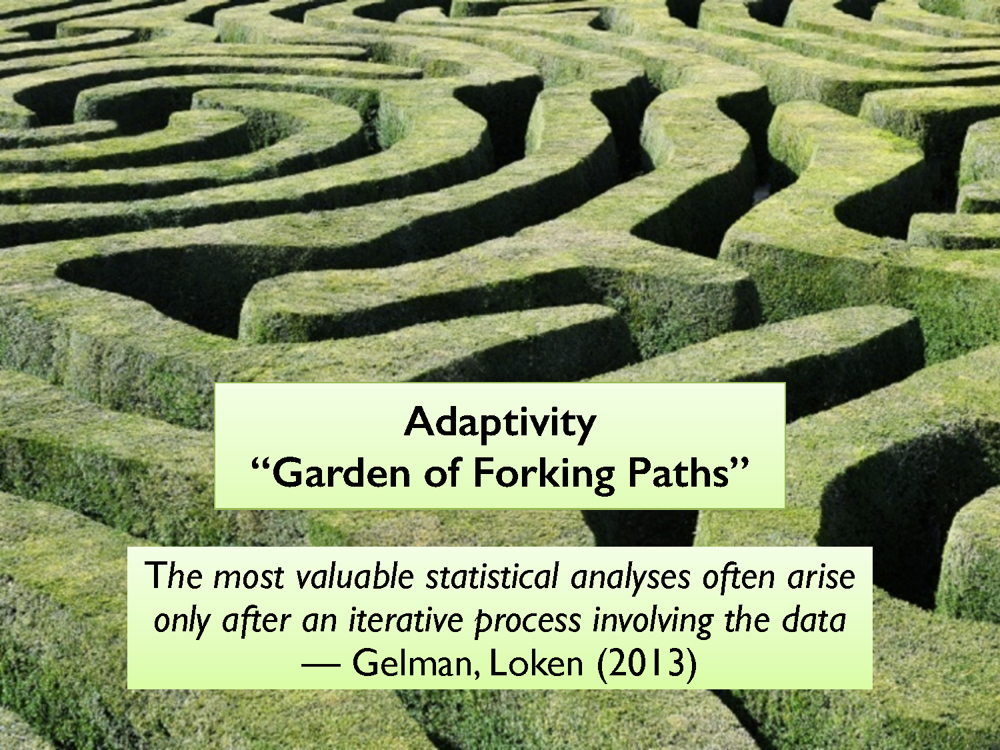 Adaptivity
“Garden of Forking Paths”
The most valuable statistical analyses often arise
only after an iterative process involving the data
— Gelman, Loken (2013)